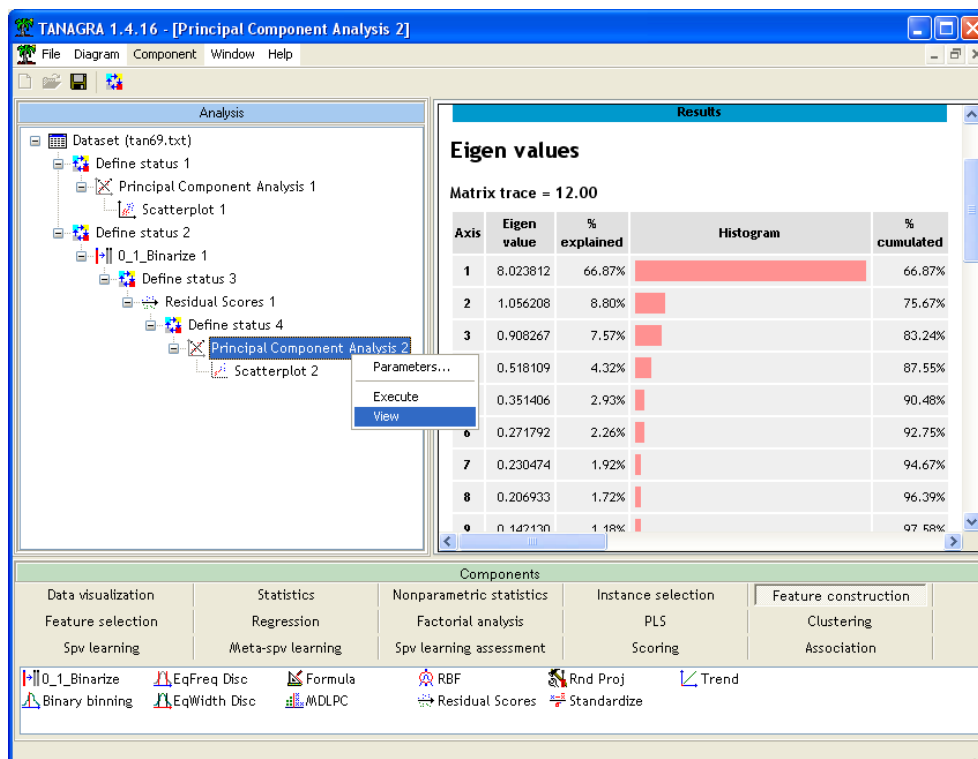 TANAGRA 1.4.16 - [Principal Component Analysis 2]
File Diagram Component Window Help
Analysis
Dataset (tan69.txt)
Define status 1
Principal Component Analysis 1
Scatterplot 1
Define status 2
0_1_Binarize 1
Define status 3
Residual Scores 1
Define status 4
Principal Component Analysis 2
Scatterplot 2
Parameters...
Execute
View
Results
Eigen values
Matrix trace = 12.00
Axis Eigen value % explained Histogram % cumulated
1 8.023812 66.87% 66.87%
2 1.056208 8.80% 75.67%
3 0.908267 7.57% 83.24%
0.518109 4.32% 87.55%
0.351406 2.93% 90.48%
6 0.271792 2.26% 92.75%
7 0.230474 1.92% 94.67%
8 0.206933 1.72% 96.39%
9 0.142130 1.18% 97.58%
Components
Data visualization Statistics Nonparametric statistics Instance selection Feature construction
Feature selection Regression Factorial analysis PLS Clustering
Spv learning Meta-spv learning Spv learning assessment Scoring Association
0_1_Binarize EqFreq Disc Formula RBF Rnd Proj Trend
Binary binning EqWidth Disc MDLPC Residual Scores Standardize